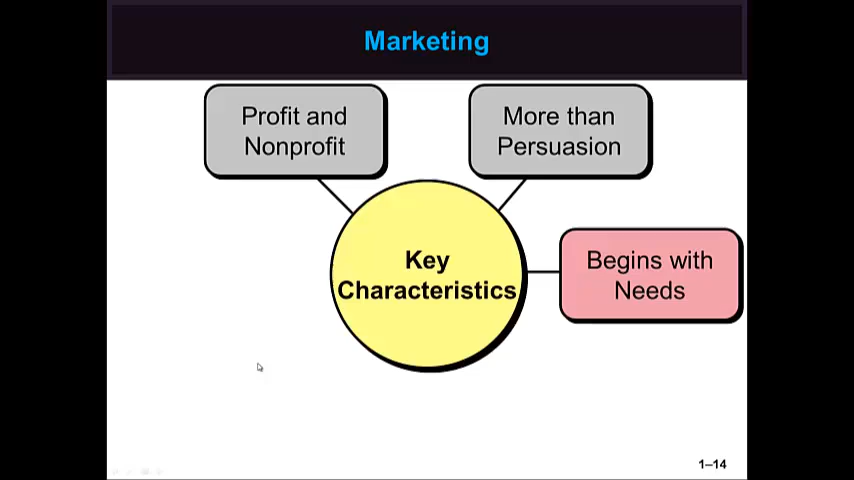 Marketing
Profit and
Nonprofit
More than
Persuasion
Key
Characteristics
Begins with
Needs
1–14